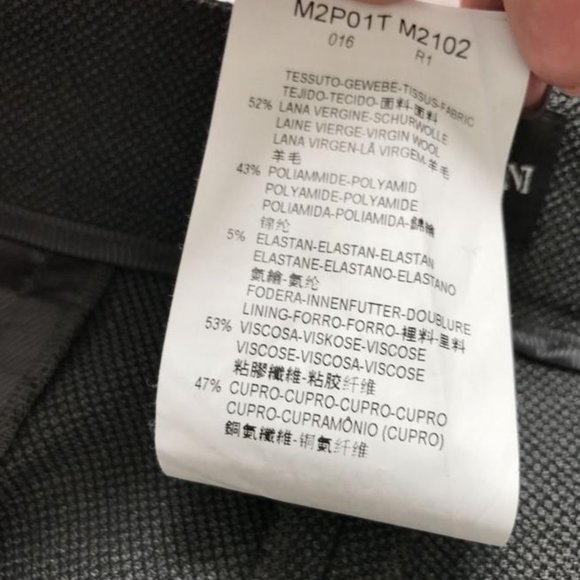 M2P01T M2102
016 R1
TESSUTO-GEWEBE-TISSUS-FABRIC
TEJIDO-TECIDO-面料-面料
52% LANA VERGINE-SCHURWOLLE
LAINE VIERGE-VIRGIN WOOL
LANA VIRGEN-LÃ VIRGEM-羊毛
羊毛
43% POLIAMMIDE-POLYAMID
POLYAMIDE-POLYAMIDE
POLIAMIDA-POLIAMIDA-錦綸
锦纶
5% ELASTAN-ELASTAN-ELASTAN
ELASTANE-ELASTANO-ELASTANO
氨綸-氨纶
FODERA-INNENFUTTER-DOUBLURE
LINING-FORRO-FORRO-裡料-里料
53% VISCOSA-VISKOSE-VISCOSE
VISCOSE-VISCOSA-VISCOSE
粘膠纖維-粘胶纤维
47% CUPRO-CUPRO-CUPRO-CUPRO
CUPRO-CUPRAMÔNIO (CUPRO)
銅氨纖維-铜氨纤维